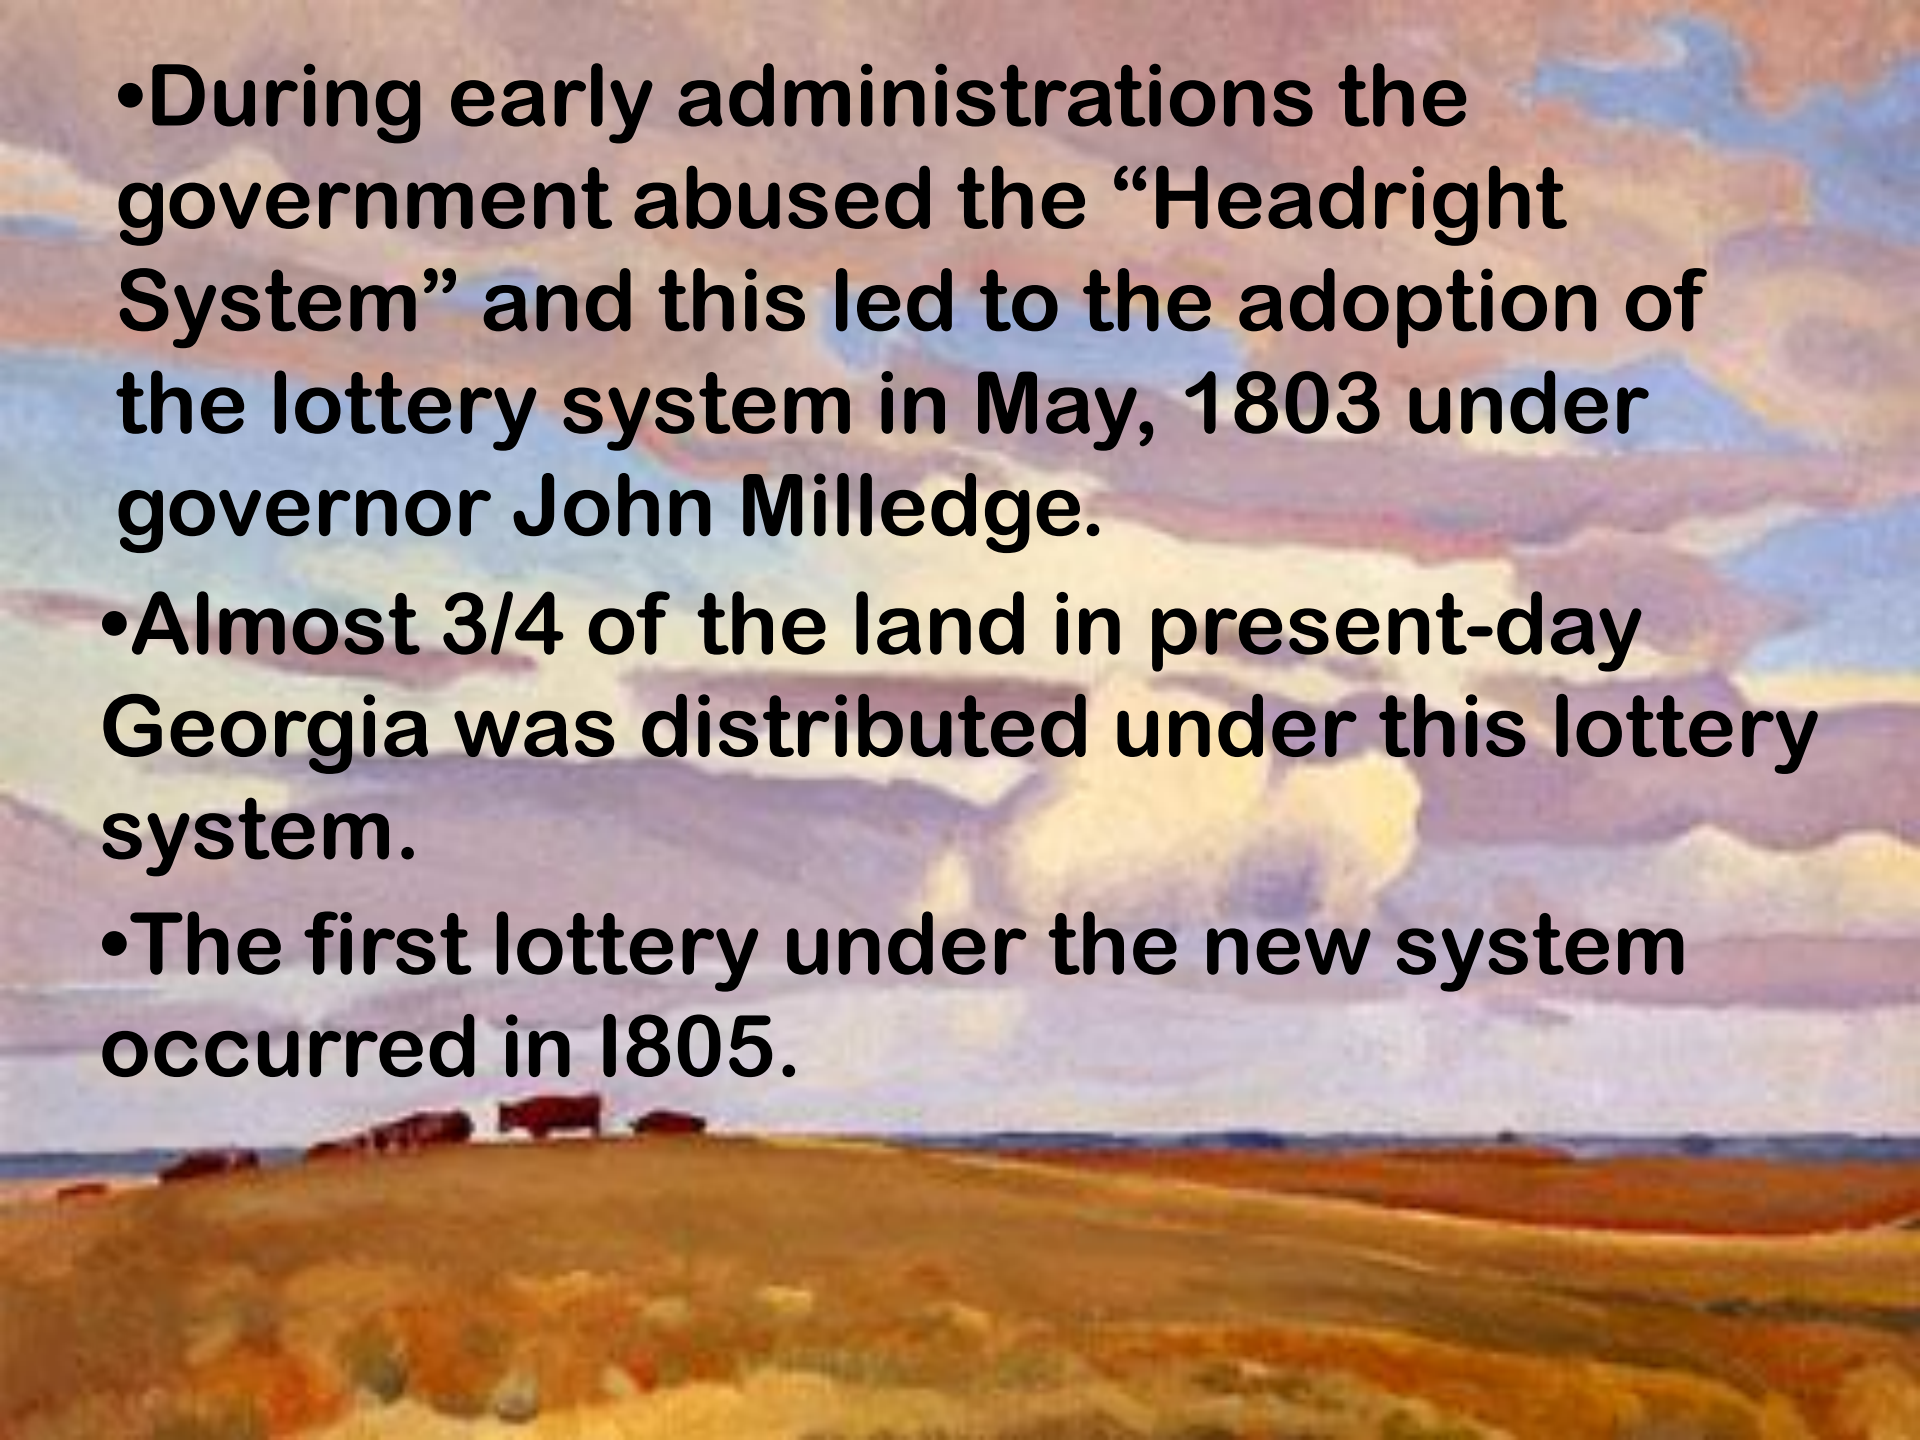 •During early administrations the
government abused the “Headright
System” and this led to the adoption of
the lottery system in May, 1803 under
governor John Milledge.
•Almost 3/4 of the land in present-day
Georgia was distributed under this lottery
system.
•The first lottery under the new system
occurred in l805.